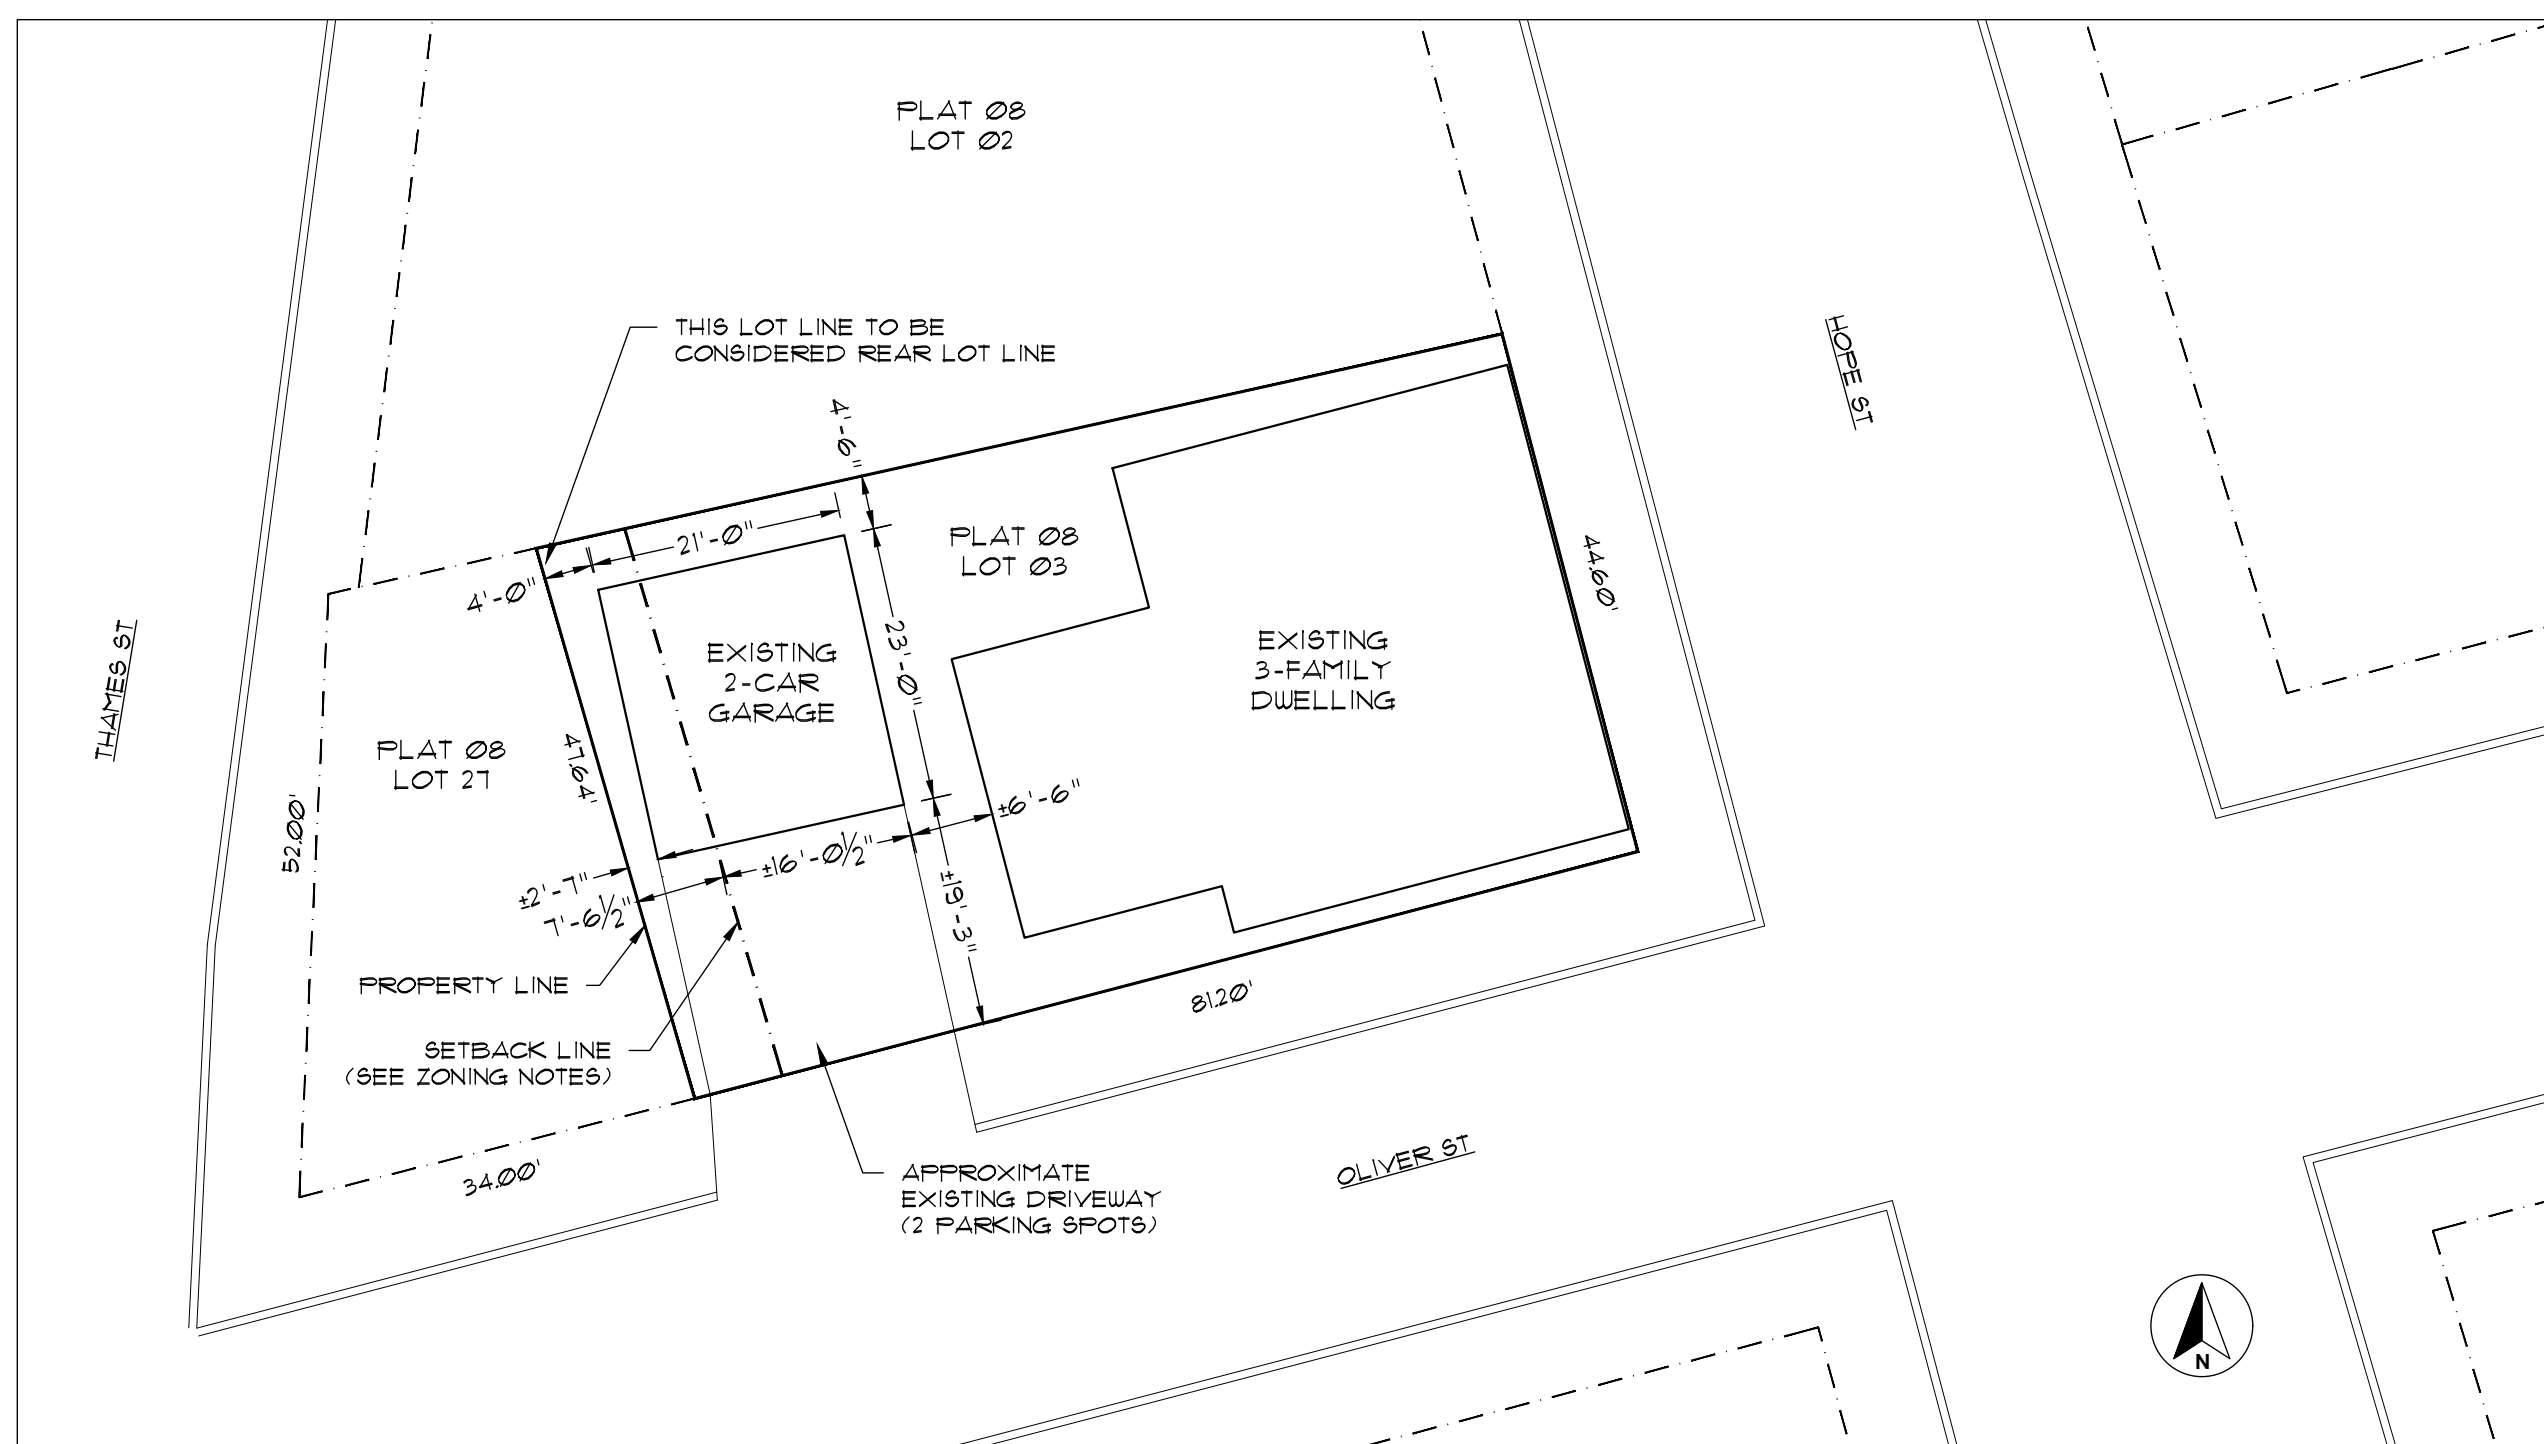 PLAT 08
LOT 02
THIS LOT LINE TO BE
CONSIDERED REAR LOT LINE
HOPE ST
4'-6"
21'-0"
4'-0"
PLAT 08
LOT 03
44.60'
23'-0"
EXISTING
2-CAR
GARAGE
EXISTING
3-FAMILY
DWELLING
THAMES ST
PLAT 08
LOT 27
47.64'
52.00'
±6'-6"
±16'-0½"
±2'-7"
7'-6½"
±19'-3"
PROPERTY LINE
81.20'
SETBACK LINE
(SEE ZONING NOTES)
34.00'
APPROXIMATE
EXISTING DRIVEWAY
(2 PARKING SPOTS)
OLIVER ST
N